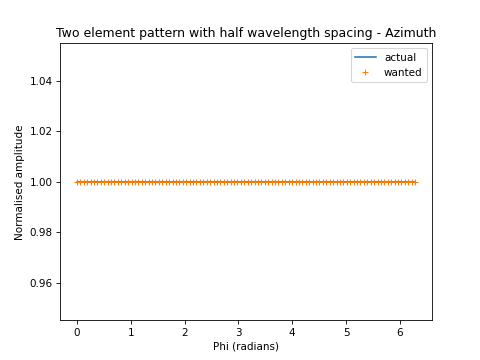 Two element pattern with half wavelength spacing - Azimuth
actual
wanted
1.04
1.02
1.00
0.98
0.96
Normalised amplitude
0 1 2 3 4 5 6
Phi (radians)